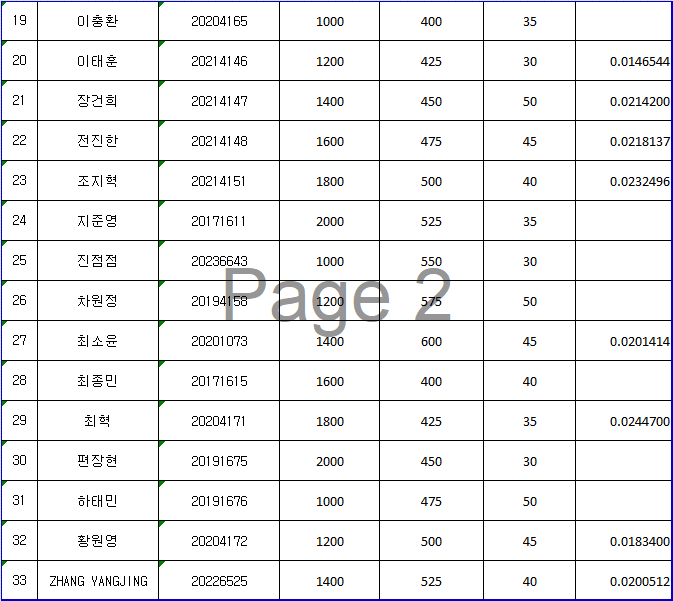 19 이충환 20204165 1000 400 35
20 이태훈 20214146 1200 425 30 0.0146544
21 장건희 20214147 1400 450 50 0.0214200
22 전진한 20214148 1600 475 45 0.0218137
23 조지혁 20214151 1800 500 40 0.0232496
24 지준영 20171611 2000 525 35
25 진점점 20236643 1000 550 30
26 차원정 20194158 1200 575 50
Page 2
27 최소윤 20201073 1400 600 45 0.0201414
28 최종민 20171615 1600 400 40
29 최혁 20204171 1800 425 35 0.0244700
30 편장현 20191675 2000 450 30
31 하태민 20191676 1000 475 50
32 황원영 20204172 1200 500 45 0.0183400
33 ZHANG YANGJING 20226525 1400 525 40 0.0200512